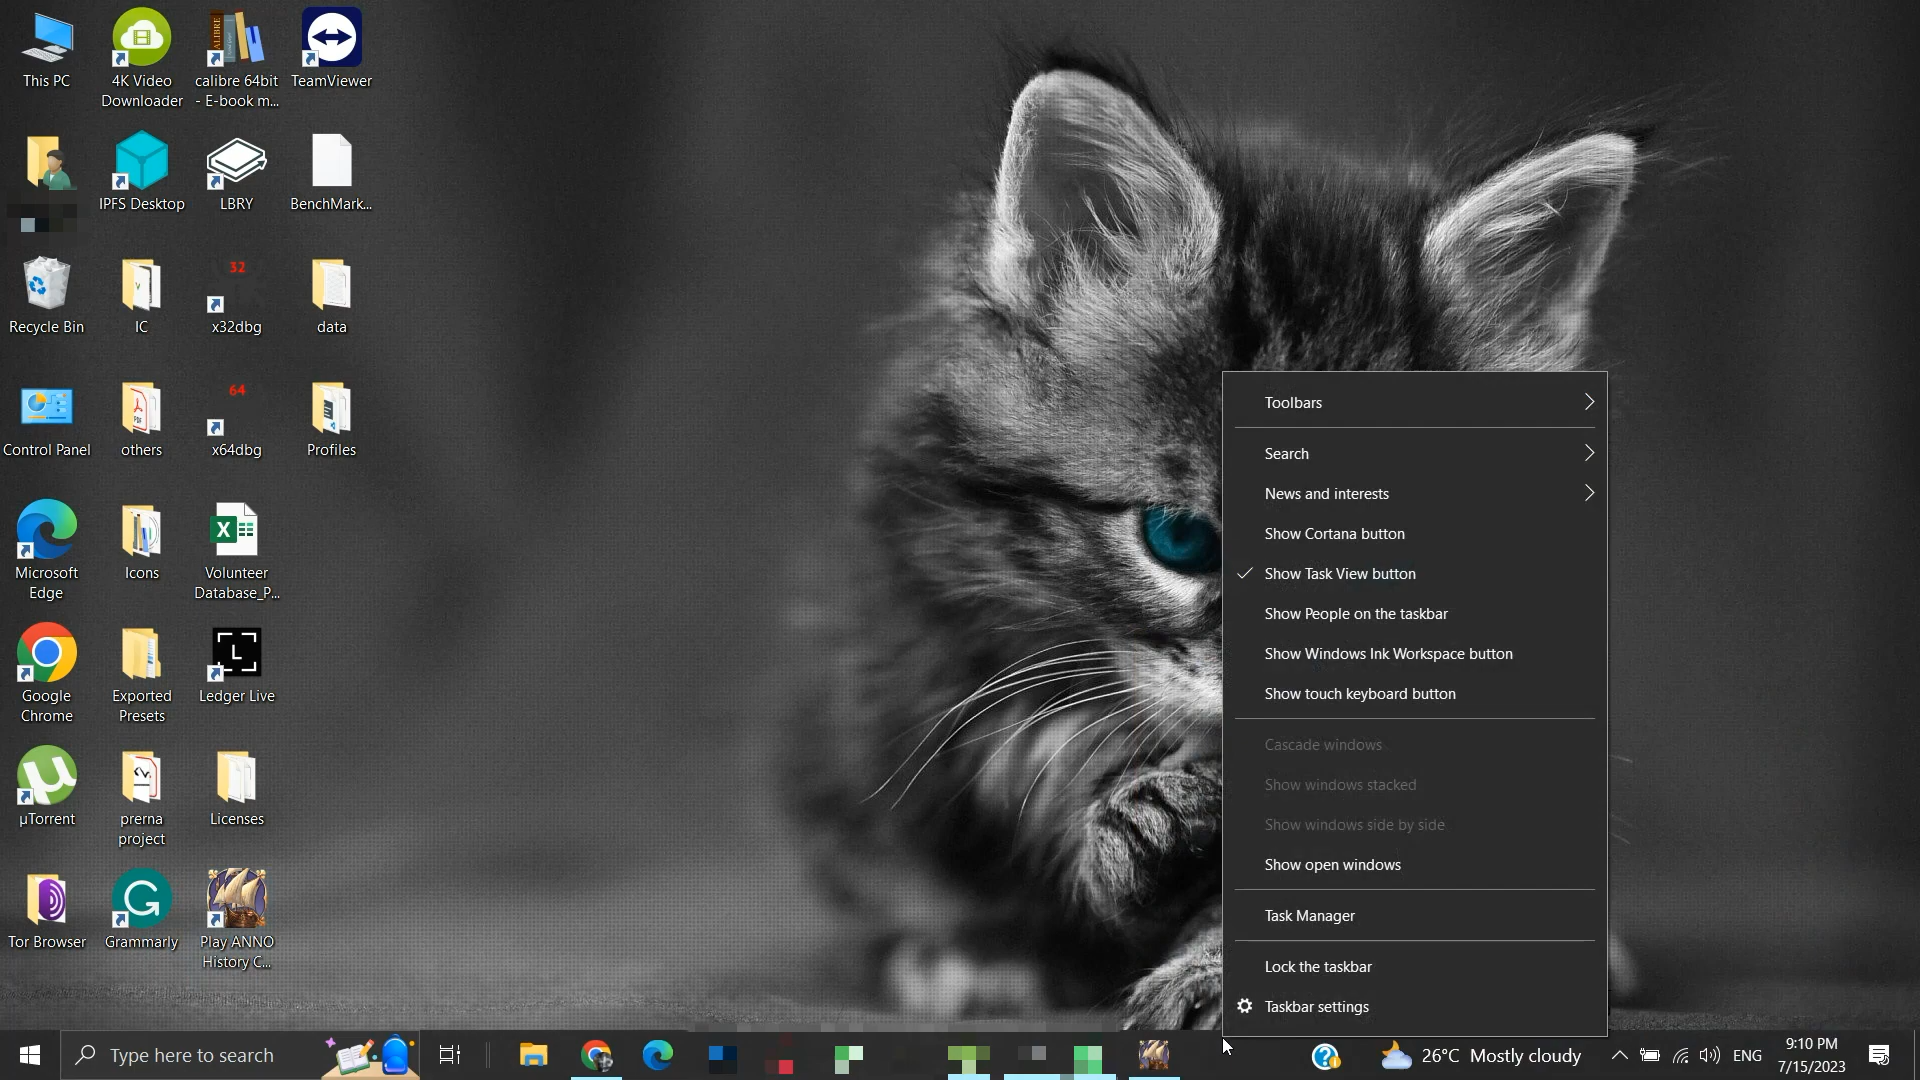 This PC
4K Video
Downloader
calibre 64bit
- E-book m...
TeamViewer
IPFS Desktop
LBRY
BenchMark...
Recycle Bin
IC
32
x32dbg
data
Control Panel
others
64
x64dbg
Profiles
Microsoft
Edge
Icons
Volunteer
Database_P...
Google
Chrome
Exported
Presets
Ledger Live
µTorrent
prerna
project
Licenses
Tor Browser
Grammarly
Play ANNO
History C...
Toolbars
Search
News and interests
Show Cortana button
Show Task View button
Show People on the taskbar
Show Windows Ink Workspace button
Show touch keyboard button
Cascade windows
Show windows stacked
Show windows side by side
Show open windows
Task Manager
Lock the taskbar
Taskbar settings
Type here to search
26°C Mostly cloudy
ENG
9:10 PM
7/15/2023